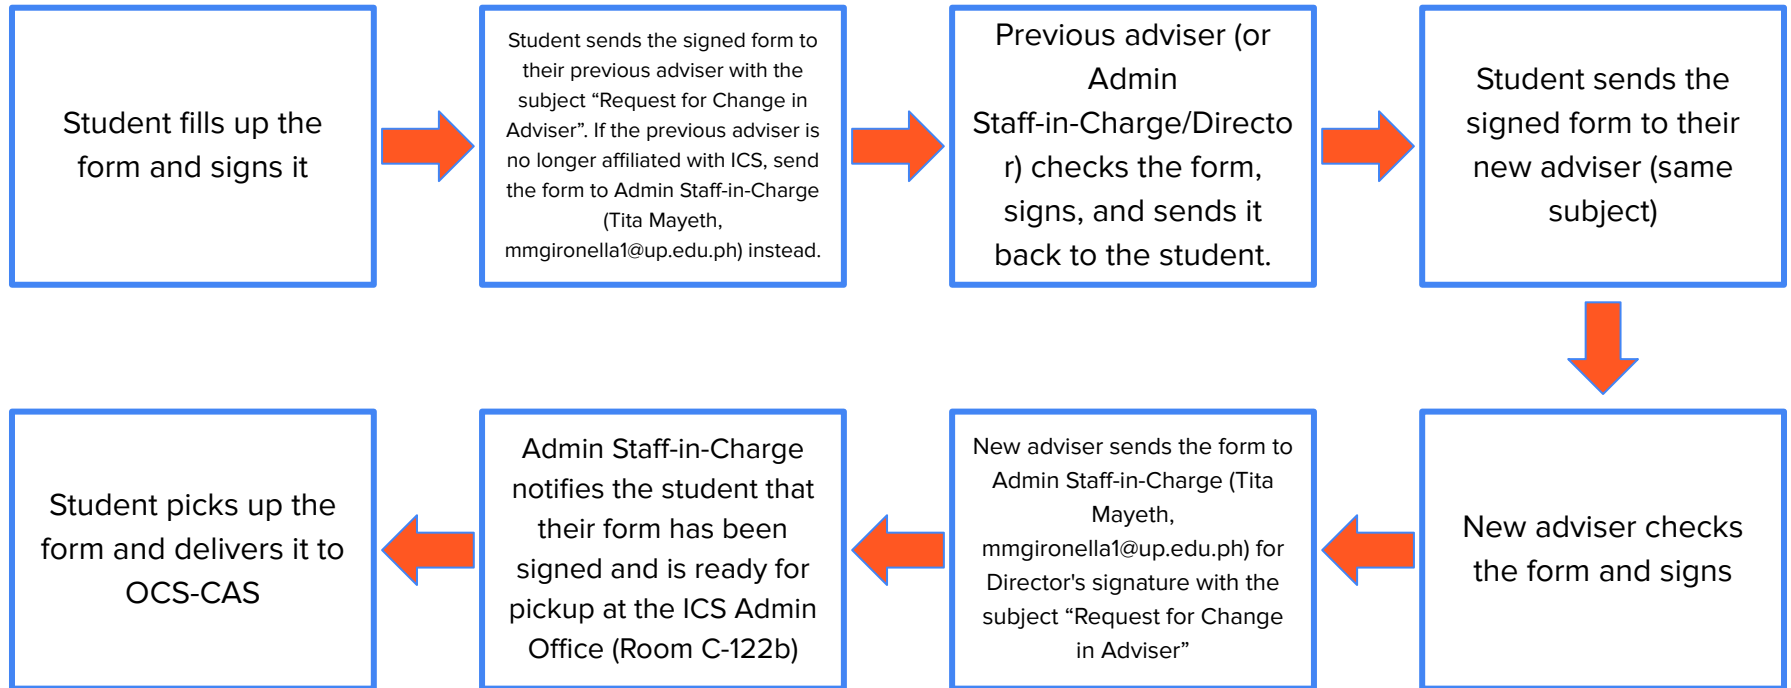 Student fills up the
form and signs it
Student sends the signed form to
their previous adviser with the
subject “Request for Change in
Adviser”. If the previous adviser is
no longer affiliated with ICS, send
the form to Admin Staff-in-Charge
(Tita Mayeth,
mmgironella1@up.edu.ph) instead.
Previous adviser (or
Admin
Staff-in-Charge/Directo
r) checks the form,
signs, and sends it
back to the student.
Student sends the
signed form to their
new adviser (same
subject)
New adviser checks
the form and signs
New adviser sends the form to
Admin Staff-in-Charge (Tita
Mayeth,
mmgironella1@up.edu.ph) for
Director's signature with the
subject “Request for Change
in Adviser”
Admin Staff-in-Charge
notifies the student that
their form has been
signed and is ready for
pickup at the ICS Admin
Office (Room C-122b)
Student picks up the
form and delivers it to
OCS-CAS